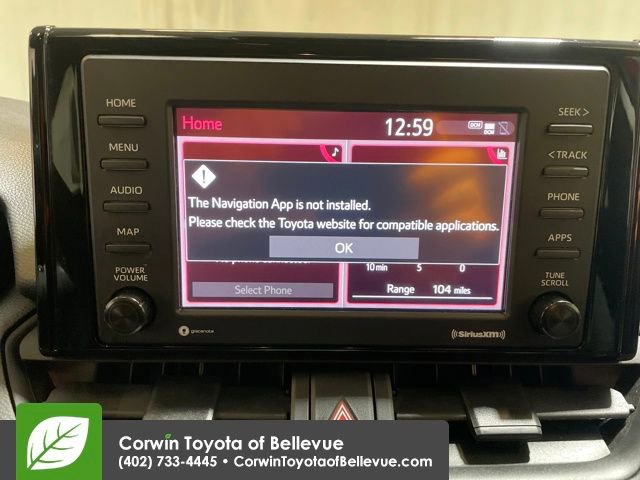 HOME
MENU
AUDIO
MAP
POWER
VOLUME
Home
12:59
DCM
DCM
The Navigation App is not installed.
Please check the Toyota website for compatible applications.
OK
10 min 5 0
Select Phone
Range 104 miles
SEEK >
< TRACK
PHONE
APPS
TUNE
SCROLL
gracenote
((SiriusXM))
Corwin Toyota of Bellevue
(402) 733-4445 • CorwinToyotaofBellevue.com